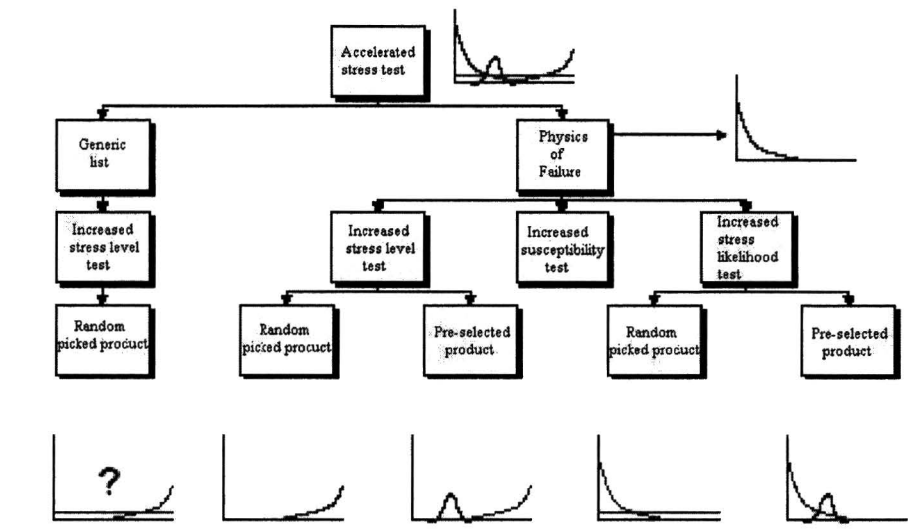 Accelerated
stress test
Generic
list
Physics
of
Failure
Increased
stress level
test
Increased
stress level
test
Increased
susceptibility
test
Increased
stress
likelihood
test
Random
picked product
Random
picked product
Pre-selected
product
Random
picked product
Pre-selected
product
?